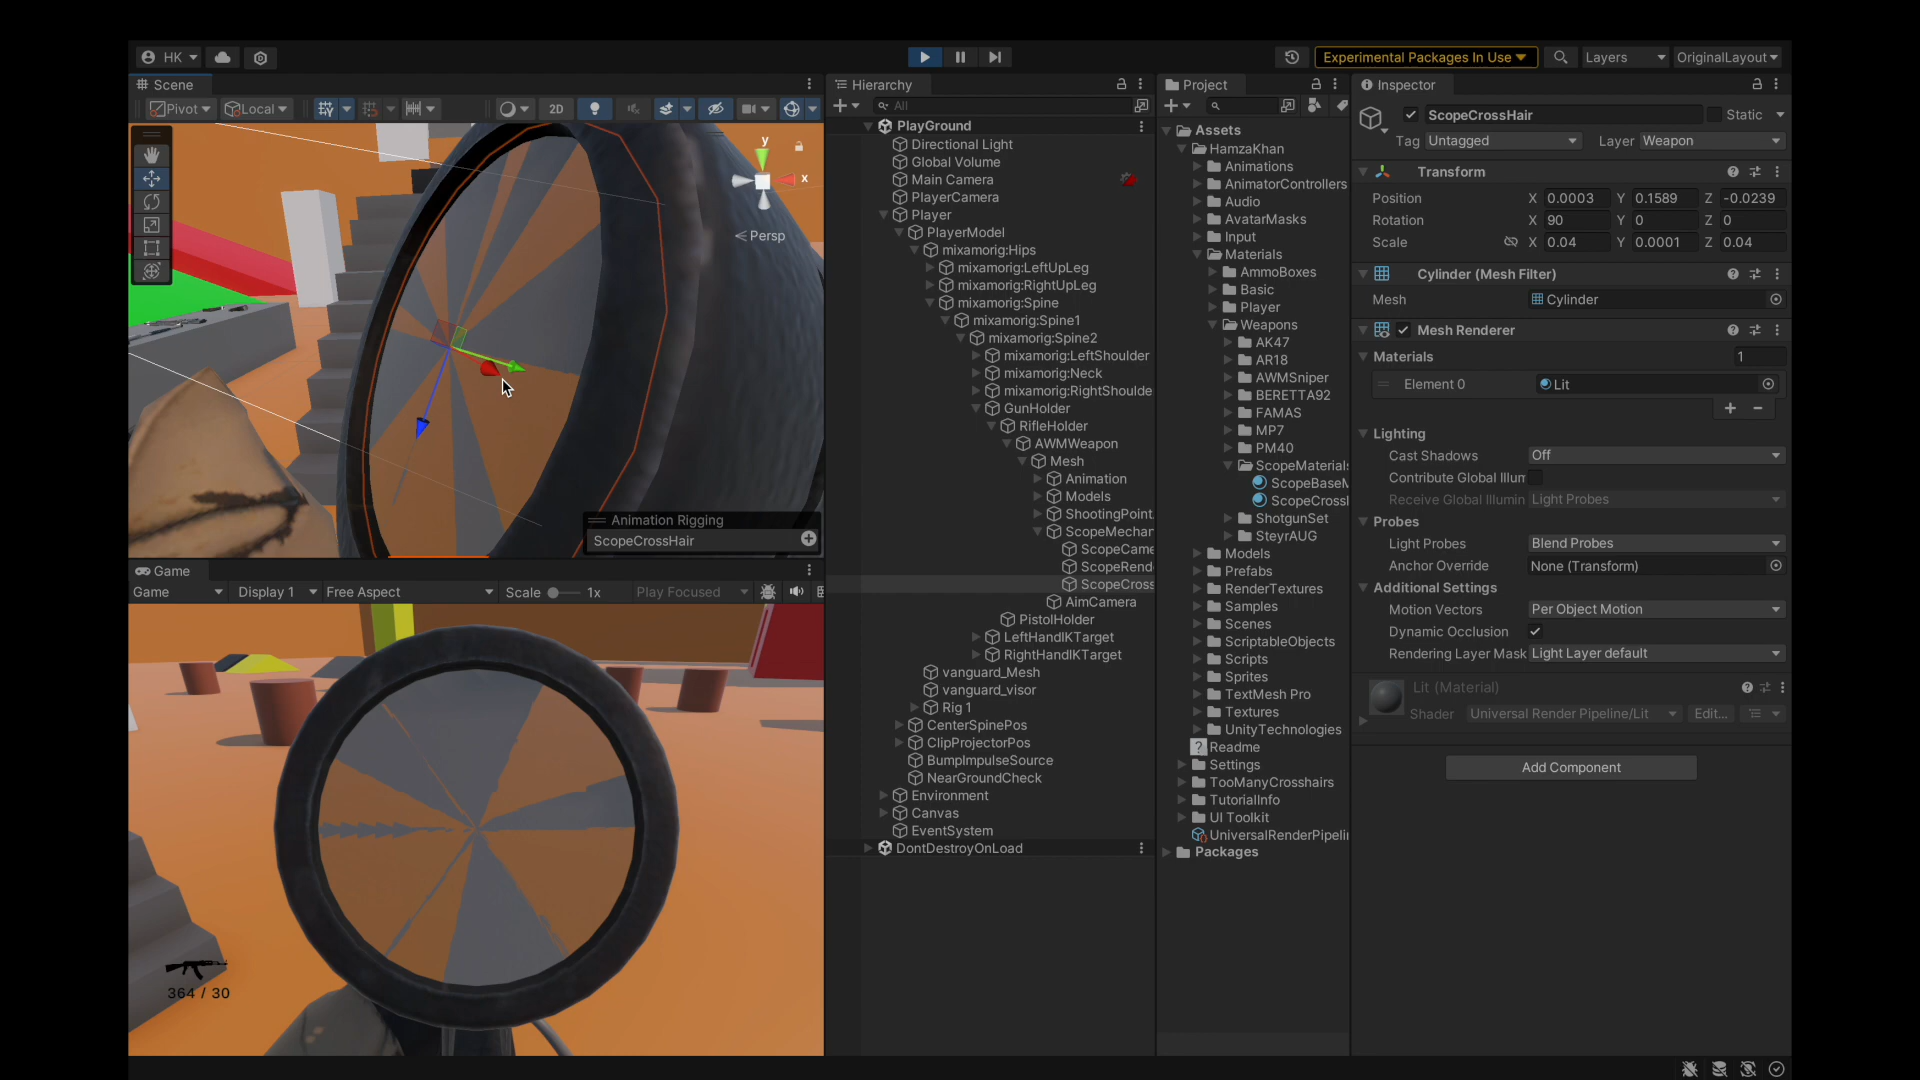 HK
Experimental Packages In Use
Layers
OriginalLayout
Scene
Pivot
Local
2D
y
x
Persp
Animation Rigging
ScopeCrossHair
Game
Game
Display 1
Free Aspect
Scale
1x
Play Focused
364 / 30
Hierarchy
All
PlayGround
Directional Light
Global Volume
Main Camera
PlayerCamera
Player
PlayerModel
mixamorig:Hips
mixamorig:LeftUpLeg
mixamorig:RightUpLeg
mixamorig:Spine
mixamorig:Spine1
mixamorig:Spine2
mixamorig:LeftShoulder
mixamorig:Neck
mixamorig:RightShoulde
GunHolder
RifleHolder
AWMWeapon
Mesh
Animation
Models
ShootingPoint
ScopeMechar
ScopeCame
ScopeRend
ScopeCross
AimCamera
PistolHolder
LeftHandIKTarget
RightHandIKTarget
vanguard_Mesh
vanguard_visor
Rig 1
CenterSpinePos
ClipProjectorPos
BumpImpulseSource
NearGroundCheck
Environment
Canvas
EventSystem
DontDestroyOnLoad
Project
Assets
HamzaKhan
Animations
AnimatorControllers
Audio
AvatarMasks
Input
Materials
AmmoBoxes
Basic
Player
Weapons
AK47
AR18
AWMSniper
BERETTA92
FAMAS
MP7
PM40
ScopeMaterial
ScopeBaseM
ScopeCross
ShotgunSet
SteyrAUG
Models
Prefabs
RenderTextures
Samples
Scenes
ScriptableObjects
Scripts
Sprites
TextMesh Pro
Textures
UnityTechnologies
Readme
Settings
TooManyCrosshairs
TutorialInfo
UI Toolkit
UniversalRenderPipeli
Packages
Inspector
ScopeCrossHair
Static
Tag Untagged
Layer Weapon
Transform
Position X 0.0003 Y 0.1589 Z -0.0239
Rotation X 90 Y 0 Z 0
Scale X 0.04 Y 0.0001 Z 0.04
Cylinder (Mesh Filter)
Mesh Cylinder
Mesh Renderer
Materials 1
Element 0 Lit
Lighting
Cast Shadows Off
Contribute Global Illum
Receive Global Illumin Light Probes
Probes
Light Probes Blend Probes
Anchor Override None (Transform)
Additional Settings
Motion Vectors Per Object Motion
Dynamic Occlusion
Rendering Layer Mask Light Layer default
Lit (Material)
Shader Universal Render Pipeline/Lit Edit...
Add Component